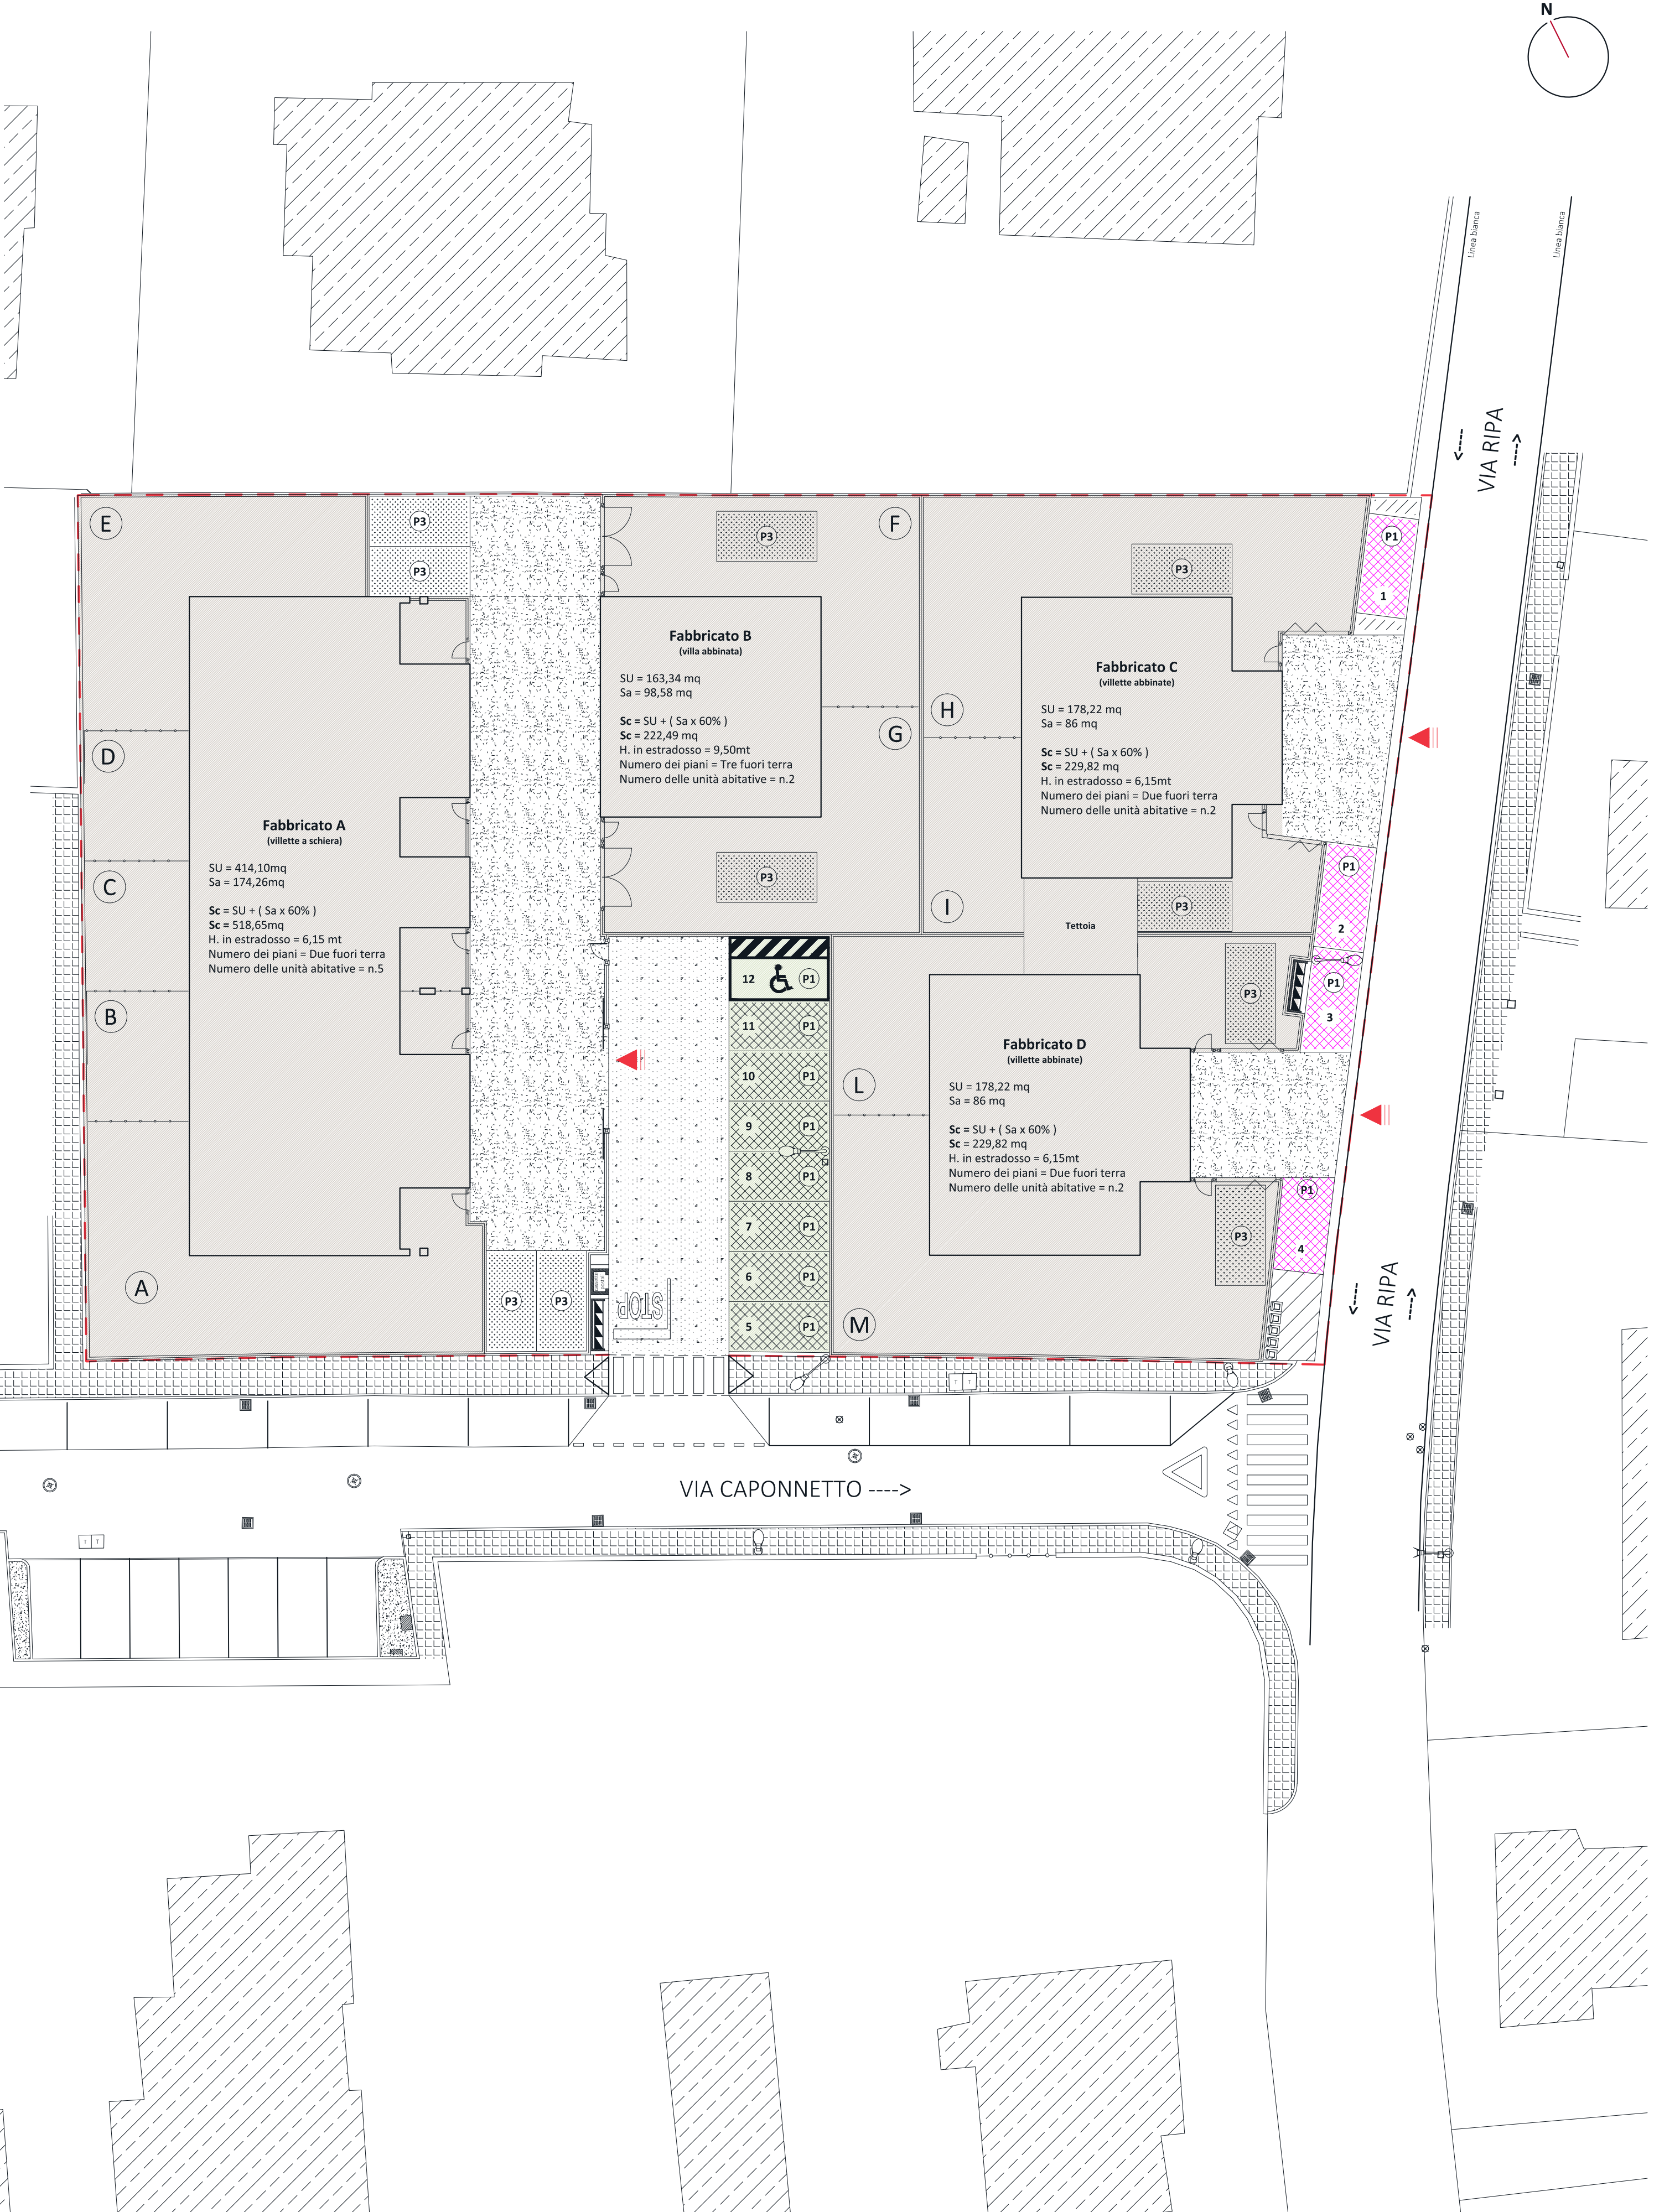 N
Linea bianca
Linea bianca
<----
VIA RIPA
---->
E
P3
P3
P3
F
P3
P1
1
Fabbricato B
(villa abbinata)
SU = 163,34 mq
Sa = 98,58 mq
Sc = SU + ( Sa x 60% )
Sc = 222,49 mq
H. in estradosso = 9,50mt
Numero dei piani = Tre fuori terra
Numero delle unità abitative = n.2
Fabbricato C
(villette abbinate)
SU = 178,22 mq
Sa = 86 mq
Sc = SU + ( Sa x 60% )
Sc = 229,82 mq
H. in estradosso = 6,15mt
Numero dei piani = Due fuori terra
Numero delle unità abitative = n.2
H
G
D
Fabbricato A
(villette a schiera)
SU = 414,10mq
Sa = 174,26mq
Sc = SU + ( Sa x 60% )
Sc = 518,65mq
H. in estradosso = 6,15 mt
Numero dei piani = Due fuori terra
Numero delle unità abitative = n.5
C
P3
I
P3
P1
2
Tettoia
12
P1
P3
P1
3
B
11
P1
10
P1
9
P1
8
P1
7
P1
6
P1
5
P1
Fabbricato D
(villette abbinate)
SU = 178,22 mq
Sa = 86 mq
Sc = SU + ( Sa x 60% )
Sc = 229,82 mq
H. in estradosso = 6,15mt
Numero dei piani = Due fuori terra
Numero delle unità abitative = n.2
L
P1
4
P3
A
P3
P3
STOP
M
<----
VIA RIPA
---->
T
T
VIA CAPONNETTO ---->
T
T